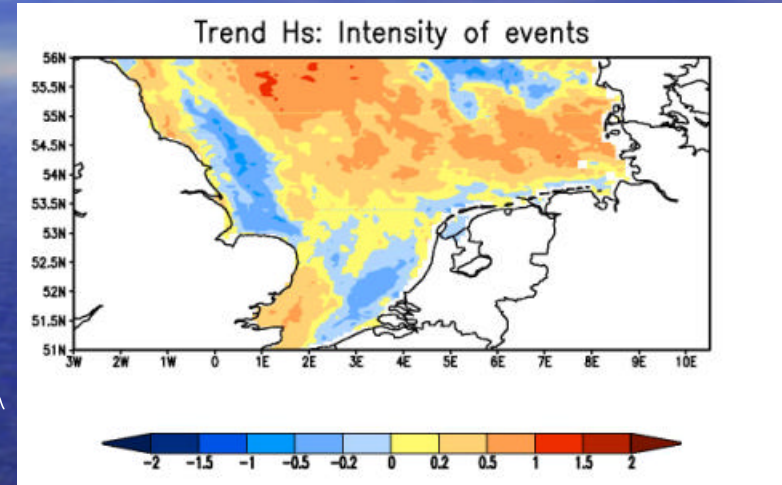 Trend Hs: Intensity of events
56N
55.5N
55N
54.5N
54N
53.5N
53N
52.5N
52N
51.5N
51N
3W 2W 1W 0 1E 2E 3E 4E 5E 6E 7E 8E 9E 10E
-2 -1.5 -1 -0.5 -0.2 0 0.2 0.5 1 1.5 2